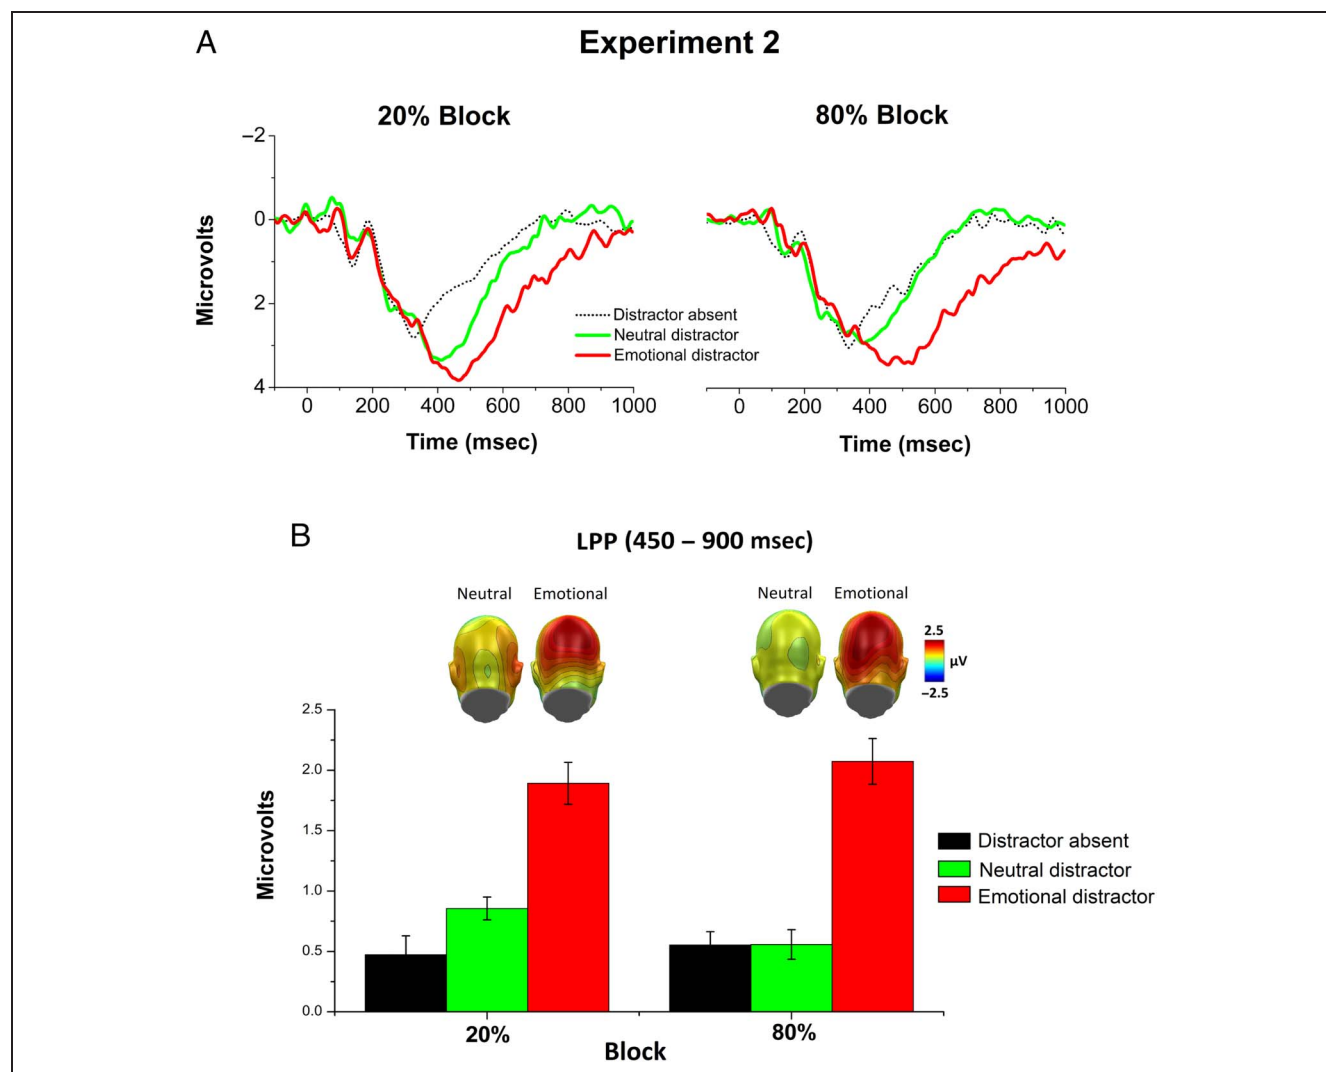 A
Experiment 2
20% Block
80% Block
–2
0
2
4
Microvolts
Distractor absent
Neutral distractor
Emotional distractor
0 200 400 600 800 1000
0 200 400 600 800 1000
Time (msec)
Time (msec)
B
LPP (450 – 900 msec)
Neutral Emotional
Neutral Emotional
2.5
µV
–2.5
2.5
2.0
1.5
1.0
0.5
0.0
Microvolts
Distractor absent
Neutral distractor
Emotional distractor
20%
80%
Block